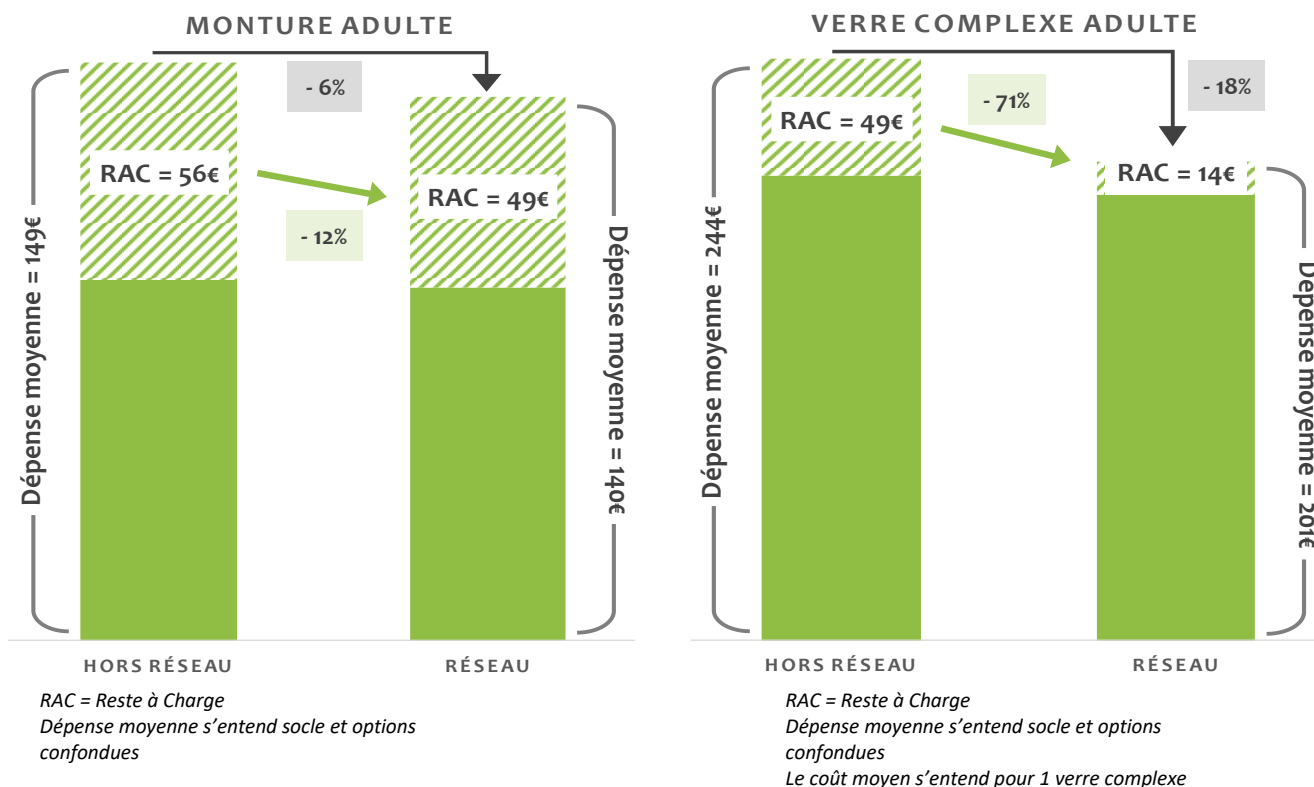 MONTURE ADULTE
- 6%
RAC = 56€
RAC = 49€
- 12%
Dépense moyenne = 149€
Dépense moyenne = 140€
HORS RÉSEAU
RÉSEAU
RAC = Reste à Charge
Dépense moyenne s'entend socle et options
confondues
VERRE COMPLEXE ADULTE
- 71%
- 18%
RAC = 49€
RAC = 14€
Dépense moyenne = 244€
Dépense moyenne = 201€
HORS RÉSEAU
RÉSEAU
RAC = Reste à Charge
Dépense moyenne s'entend socle et options
confondues
Le coût moyen s'entend pour 1 verre complexe